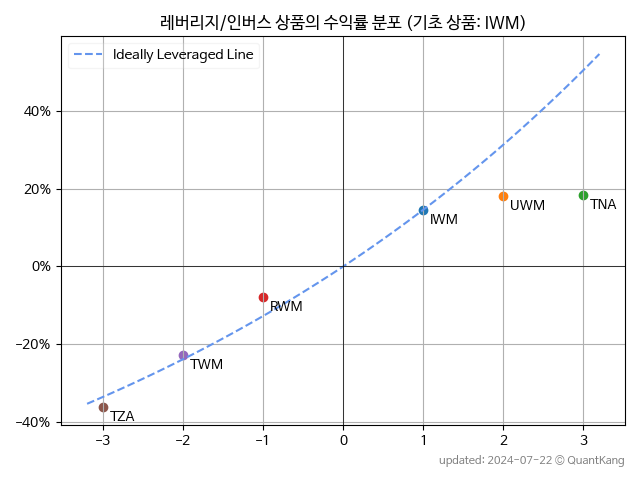 레버리지/인버스 상품의 수익률 분포 (기초 상품: IWM)
Ideally Leveraged Line
40%
20%
0%
−20%
−40%
IWM
UWM
TNA
RWM
TWM
TZA
−3 −2 −1 0 1 2 3
updated: 2024-07-22 © QuantKang